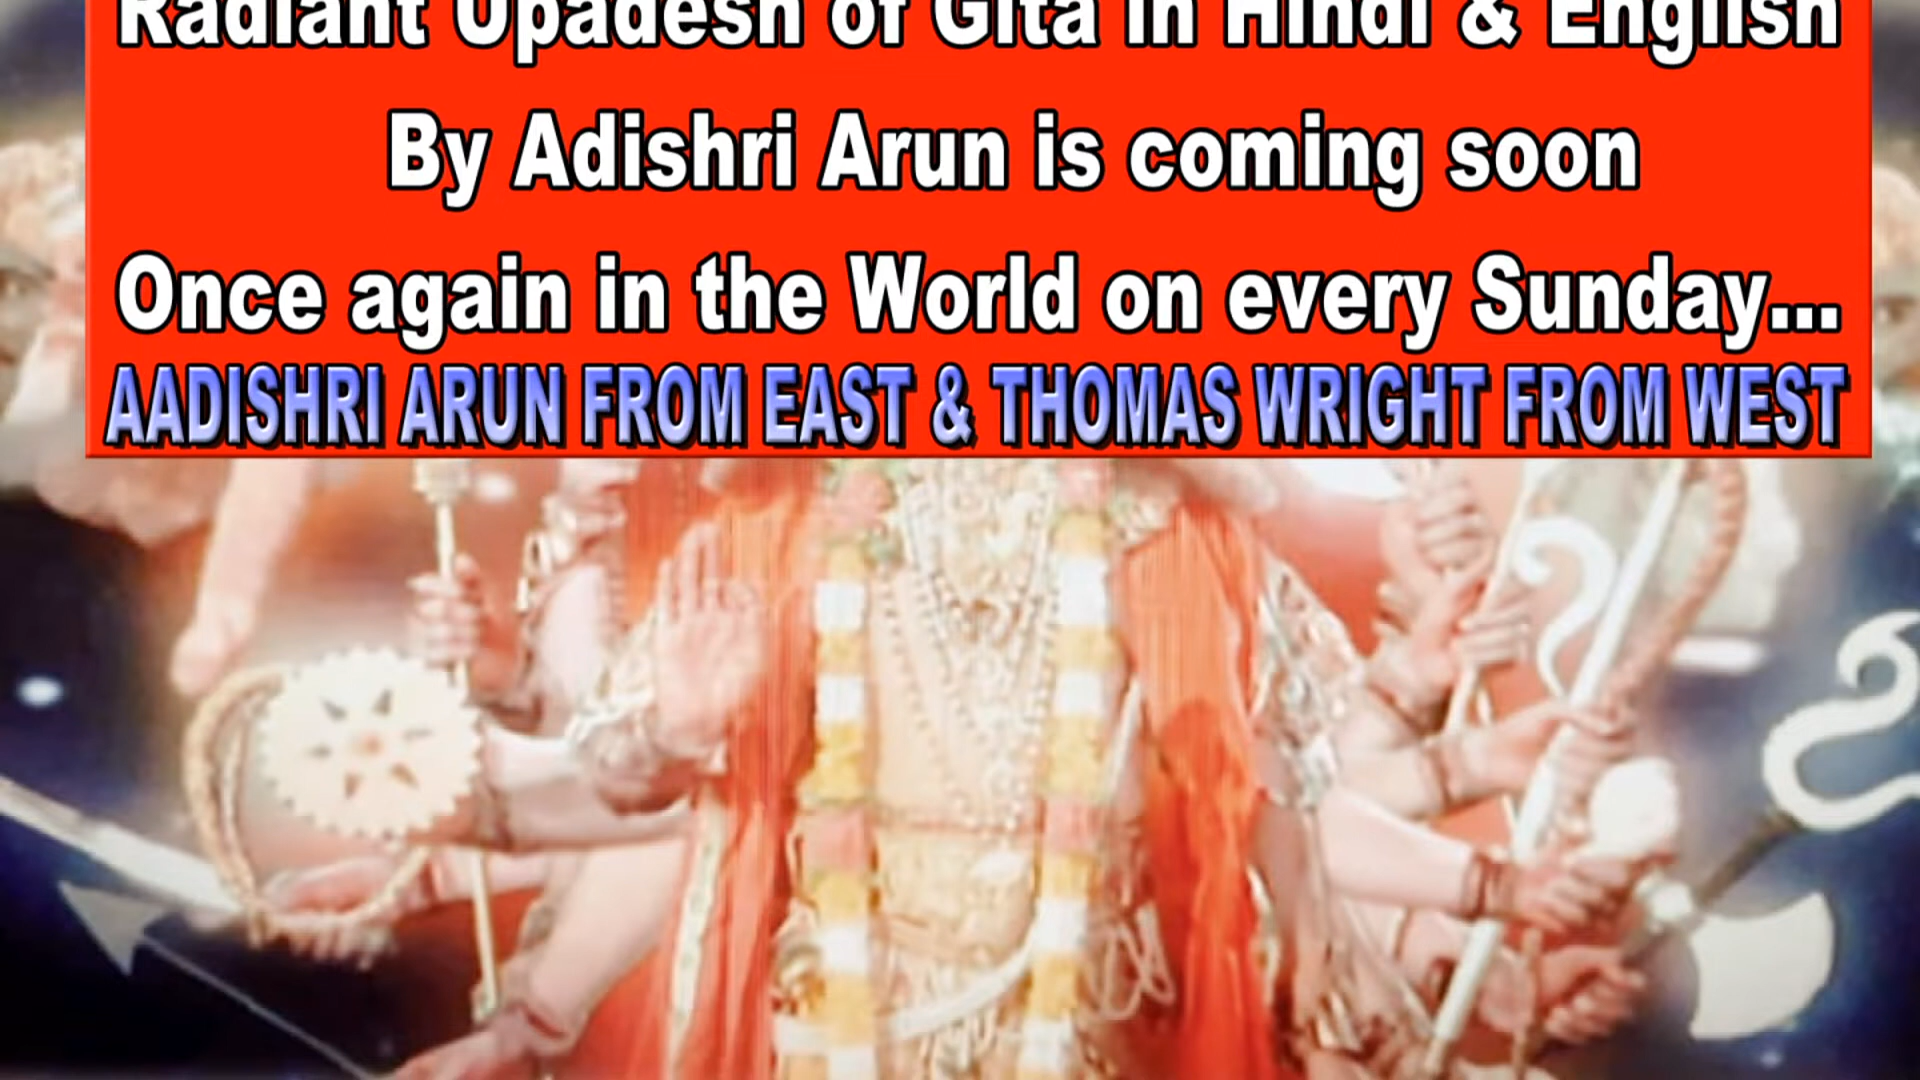 Radiant Upadesh of Gita in Hindi & English
By Adishri Arun is coming soon
Once again in the World on every Sunday...
AADISHRI ARUN FROM EAST & THOMAS WRIGHT FROM WEST